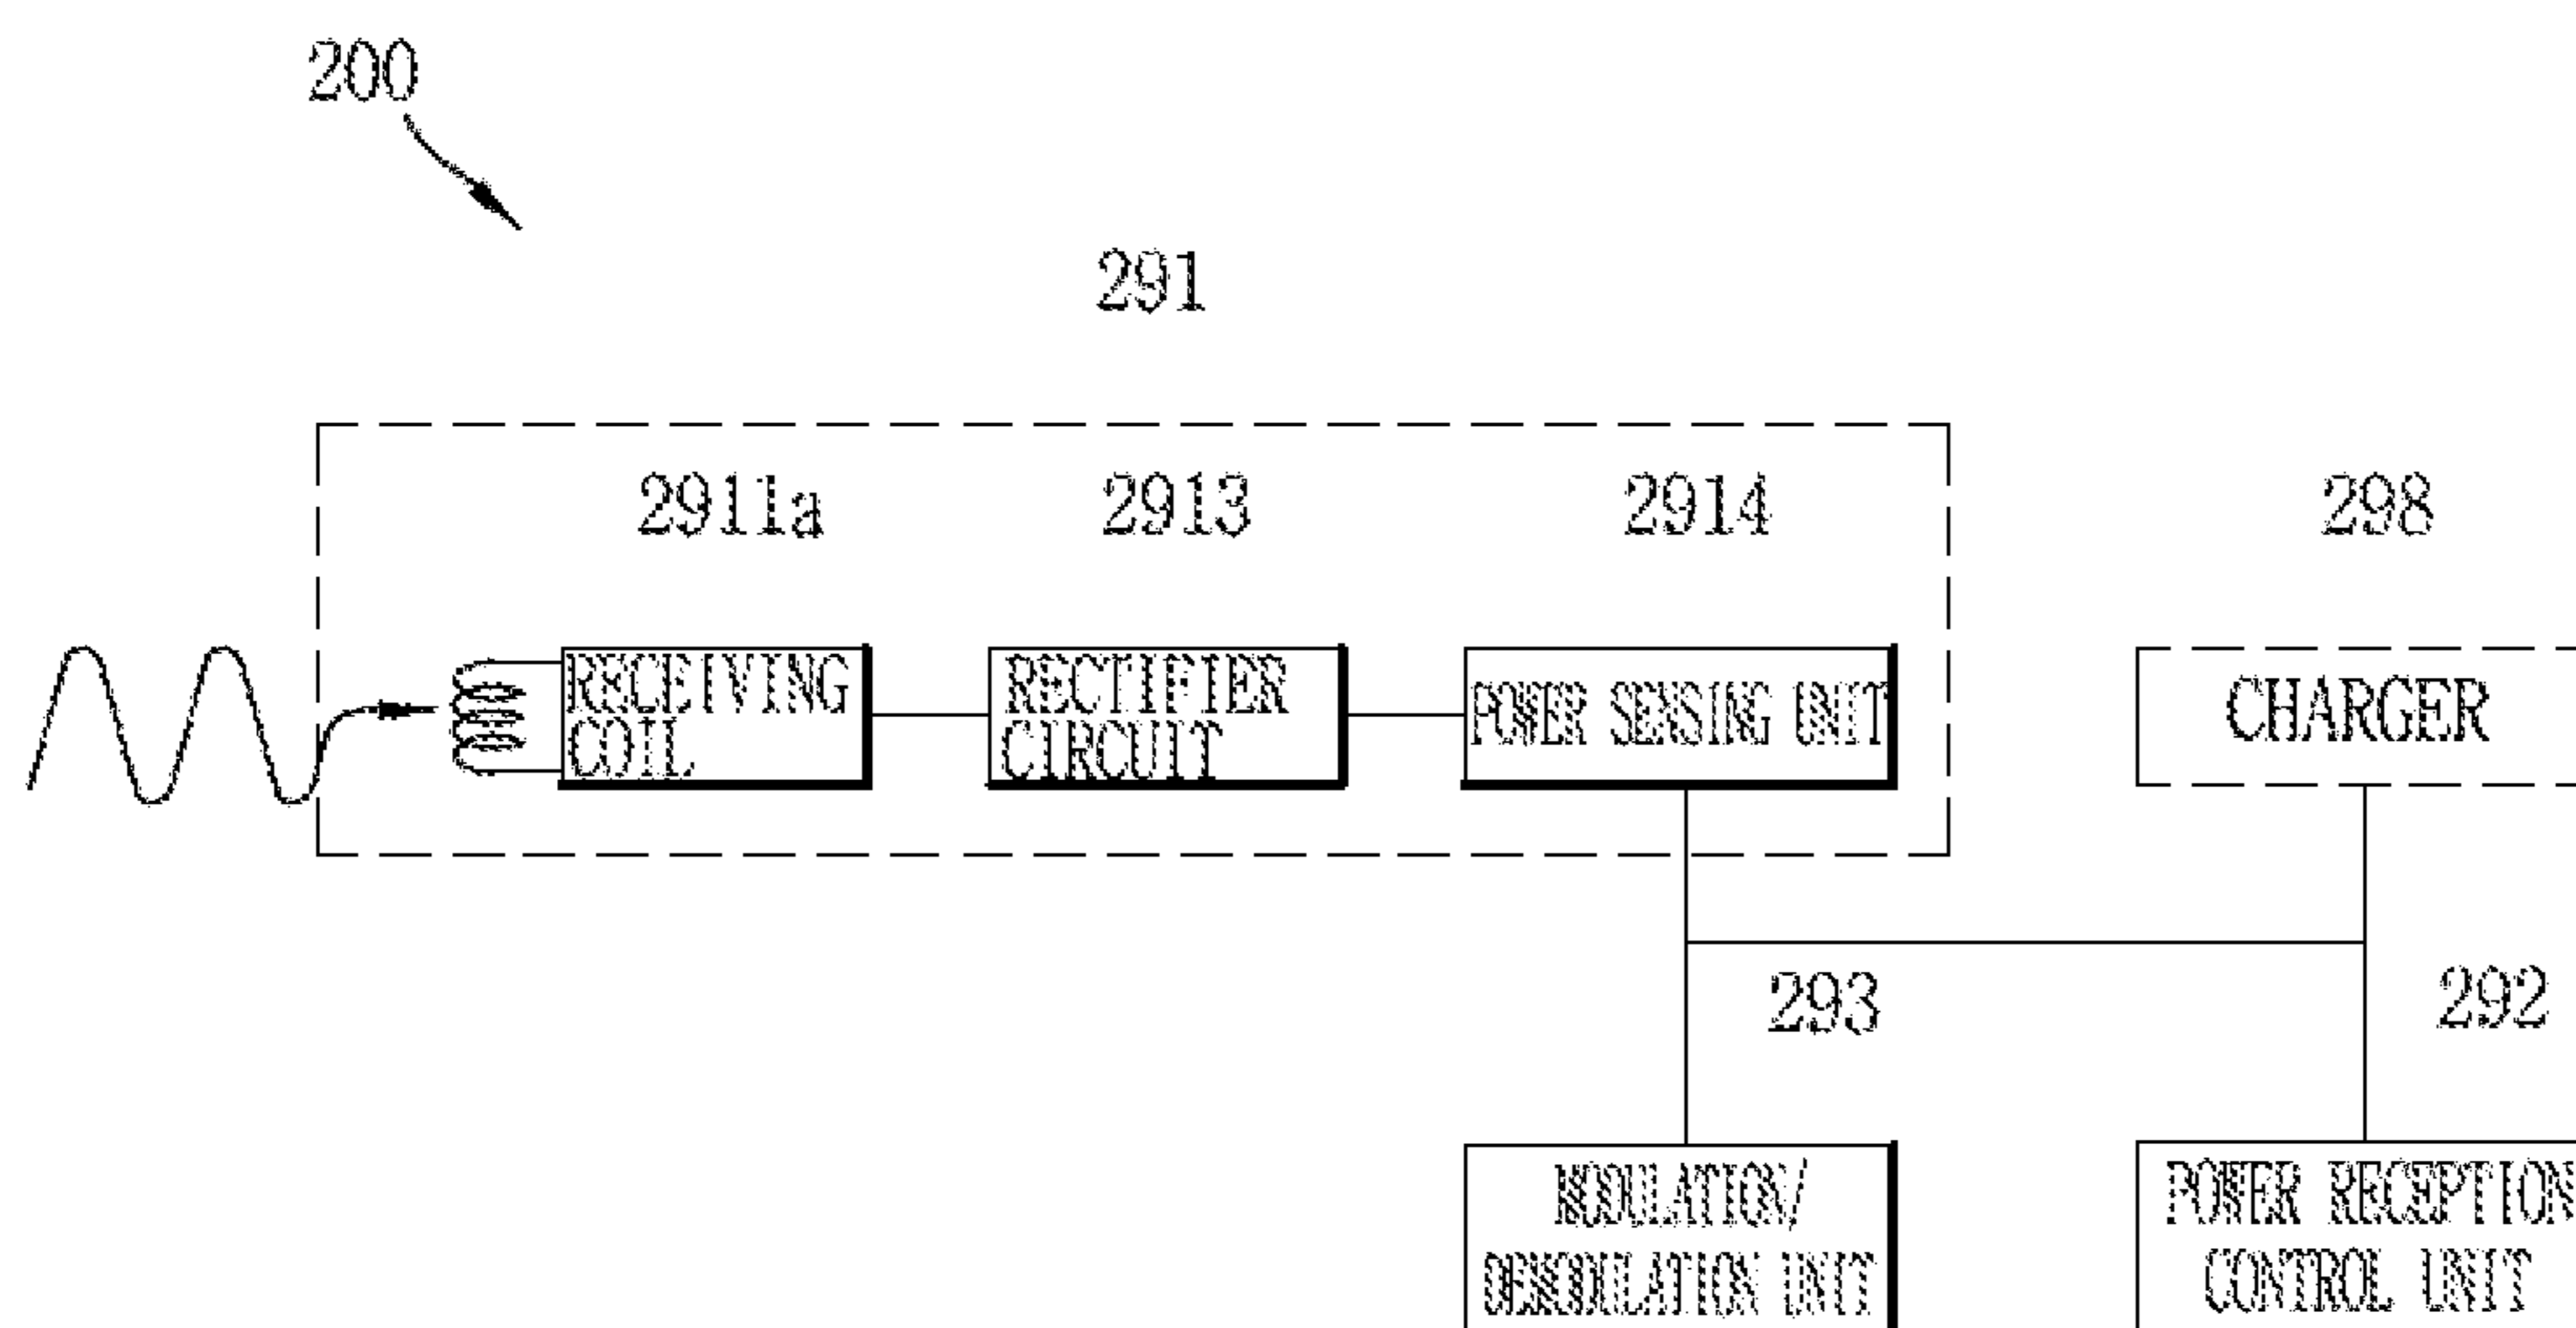 200
291
2911a
2913
2914
298
RECEIVING
COIL
RECTIFIER
CIRCUIT
POWER SENSING UNIT
CHARGER
293
292
MODULATION/
DEMODULATION UNIT
POWER RECEPTION
CONTROL UNIT